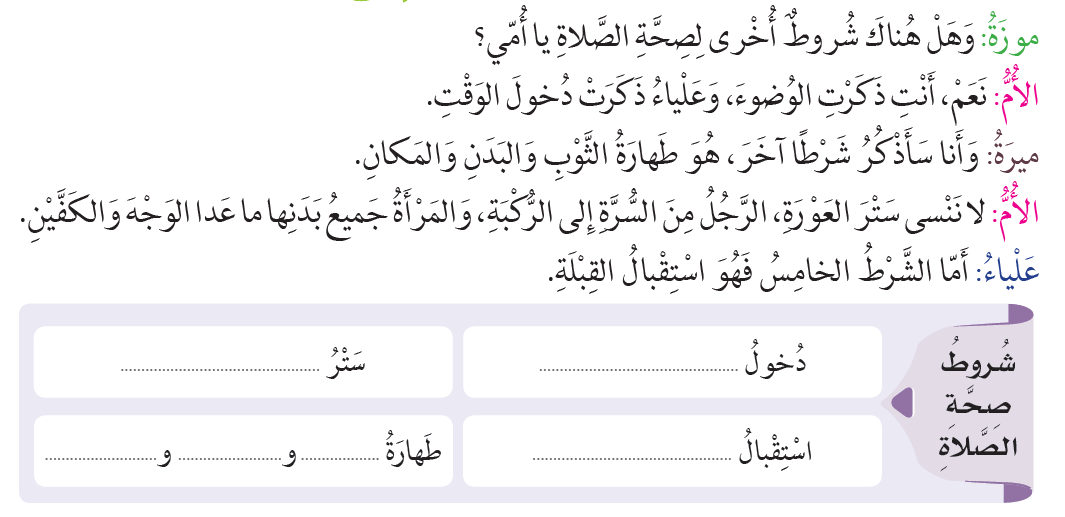 موزَةُ: وَهَلْ هُناكَ شُروطٌ أُخْرى لِصِحَّةِ الصَّلاةِ يا أُمّي؟
الأُمُّ: نَعَمْ، أَنْتِ ذَكَرْتِ الوُضوءَ، وَعَلْياءُ ذَكَرَتْ دُخولَ الوَقْتِ.
ميرَةُ: وَأَنا سَأَذْكُرُ شَرْطًا آخَرَ، هُوَ طَهارَةُ الثَّوْبِ وَالبَدَنِ وَالمَكانِ.
الأُمُّ: لا نَنْسى سَتْرَ العَوْرَةِ، الرَّجُلُ مِنَ السُّرَّةِ إِلى الرُّكْبَةِ، وَالمَرْأَةُ جَميعُ بَدَنِها ما عَدا الوَجْهَ وَالكَفَّيْنِ.
عَلْياءُ: أَمّا الشَّرْطُ الخامِسُ فَهُوَ اسْتِقْبالُ القِبْلَةِ.
شُروطُ
صِحَّةِ
الصَّلاةِ
دُخولُ ........................................
سَتْرُ ........................................
اسْتِقْبالُ ........................................
طَهارَةُ ................ و ..................... و .......................